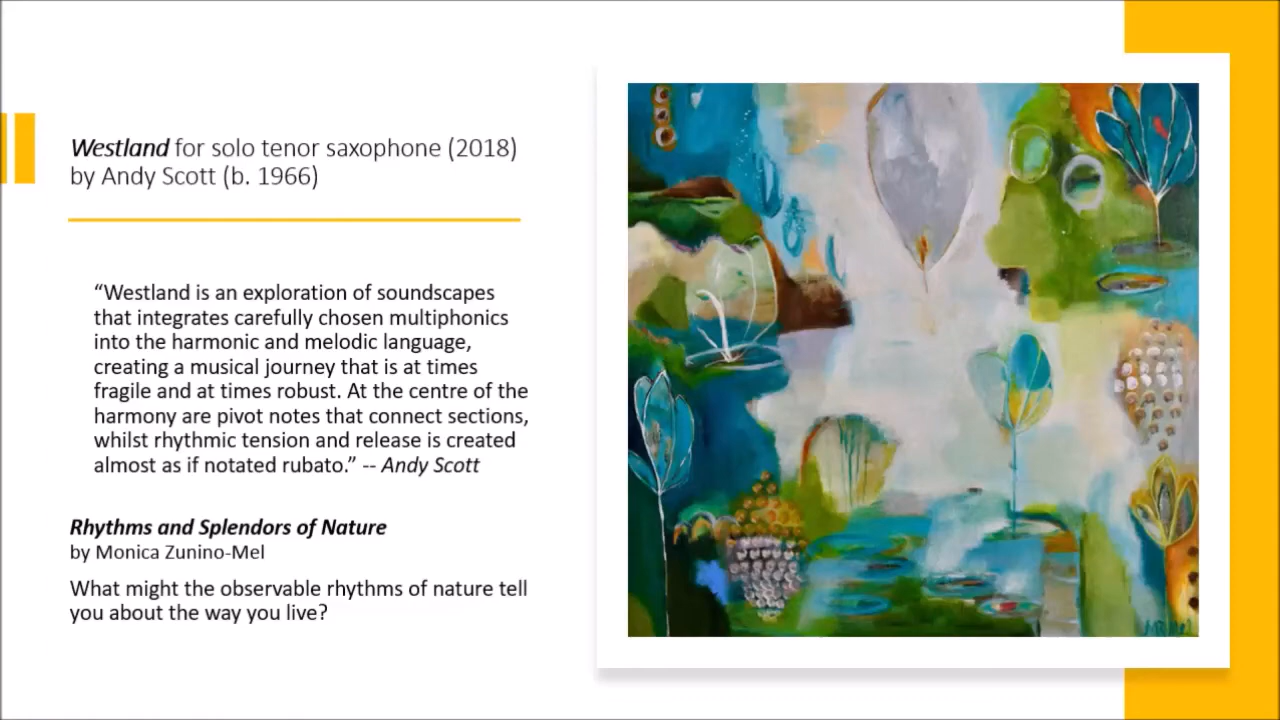 Westland for solo tenor saxophone (2018)
by Andy Scott (b. 1966)
“Westland is an exploration of soundscapes
that integrates carefully chosen multiphonics
into the harmonic and melodic language,
creating a musical journey that is at times
fragile and at times robust. At the centre of the
harmony are pivot notes that connect sections,
whilst rhythmic tension and release is created
almost as if notated rubato.” -- Andy Scott
Rhythms and Splendors of Nature
by Monica Zunino-Mel
What might the observable rhythms of nature tell
you about the way you live?